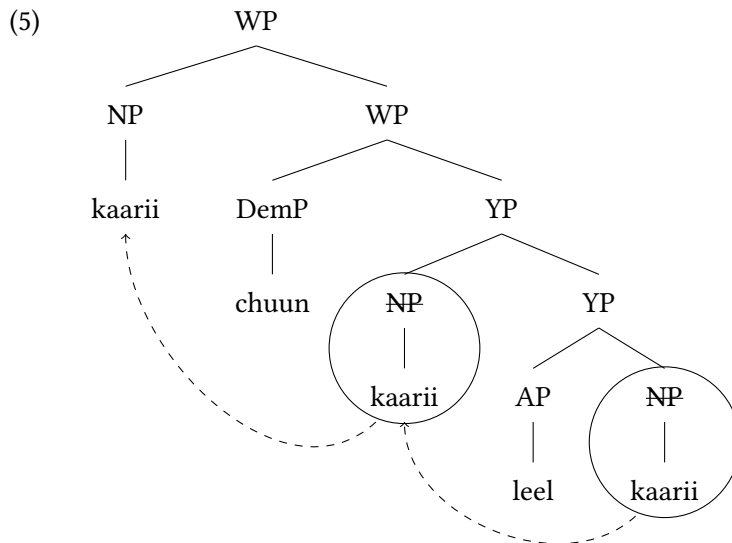 (5) WP
NP WP
kaarii DemP YP
chuun NP YP
kaarii AP NP
leel kaarii